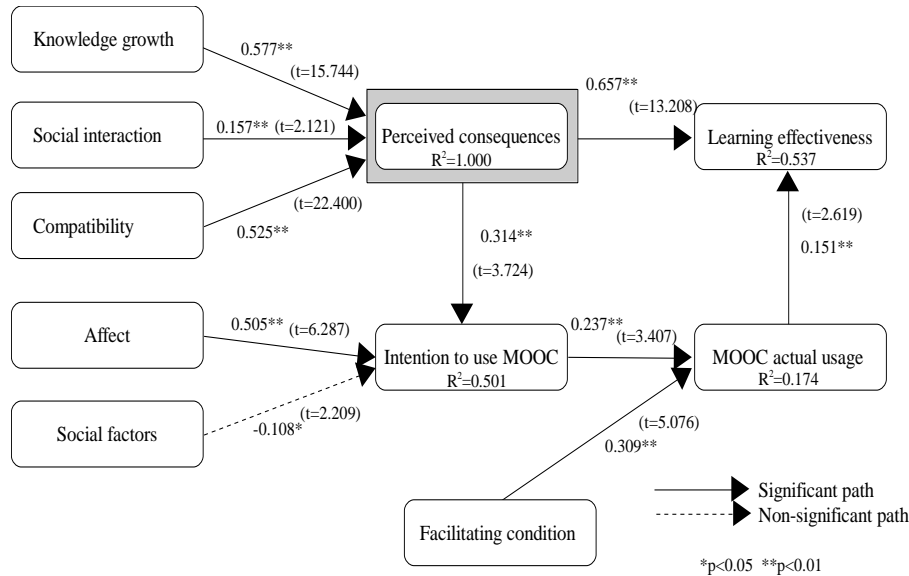 Knowledge growth
0.577**
(t=15.744)
Social interaction
0.157** (t=2.121)
Compatibility
(t=22.400)
0.525**
Perceived consequences
R²=1.000
0.657**
(t=13.208)
Learning effectiveness
R²=0.537
0.314**
(t=3.724)
(t=2.619)
0.151**
Affect
0.505** (t=6.287)
Social factors
(t=2.209)
-0.108*
Intention to use MOOC
R²=0.501
0.237**
(t=3.407)
MOOC actual usage
R²=0.174
(t=5.076)
0.309**
Facilitating condition
Significant path
Non-significant path
*p<0.05 **p<0.01